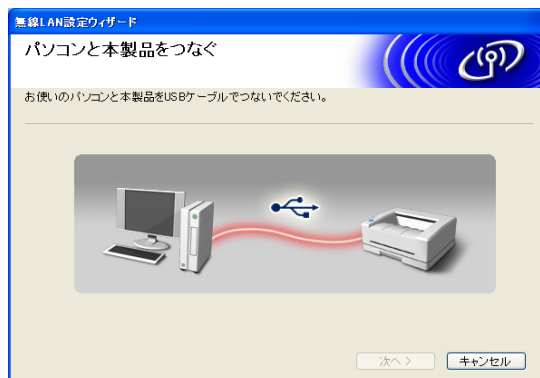 無線LAN設定ウィザード
パソコンと本製品をつなぐ
お使いのパソコンと本製品をUSBケーブルでつないでください。
次へ >
キャンセル